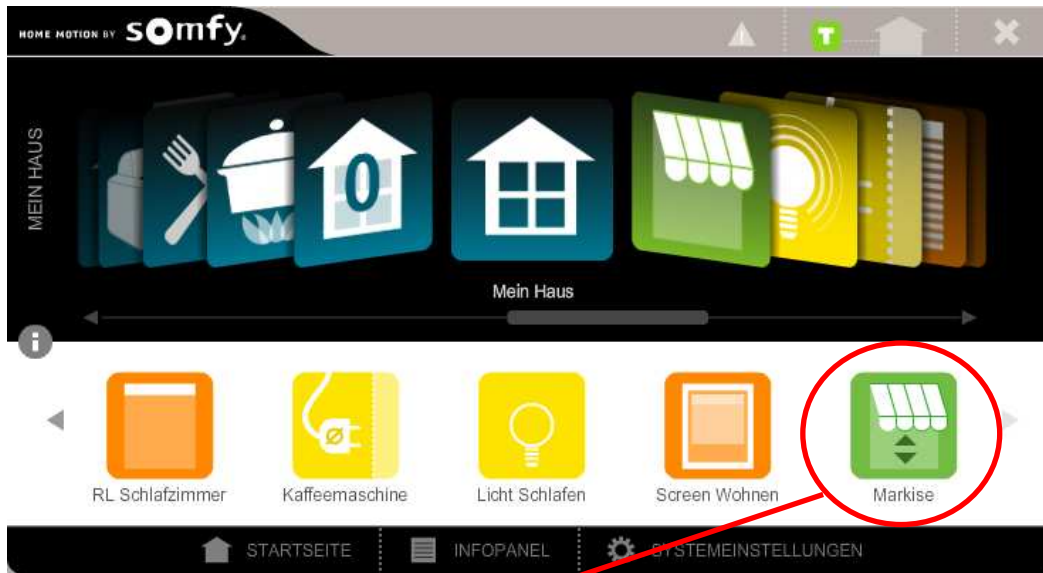 HOME MOTION BY somfy.
T
MEIN HAUS
0
Mein Haus
i
RL Schlafzimmer Kaffeemaschine Licht Schlafen Screen Wohnen Markise
STARTSEITE INFOPANEL SYSTEMEINSTELLUNGEN